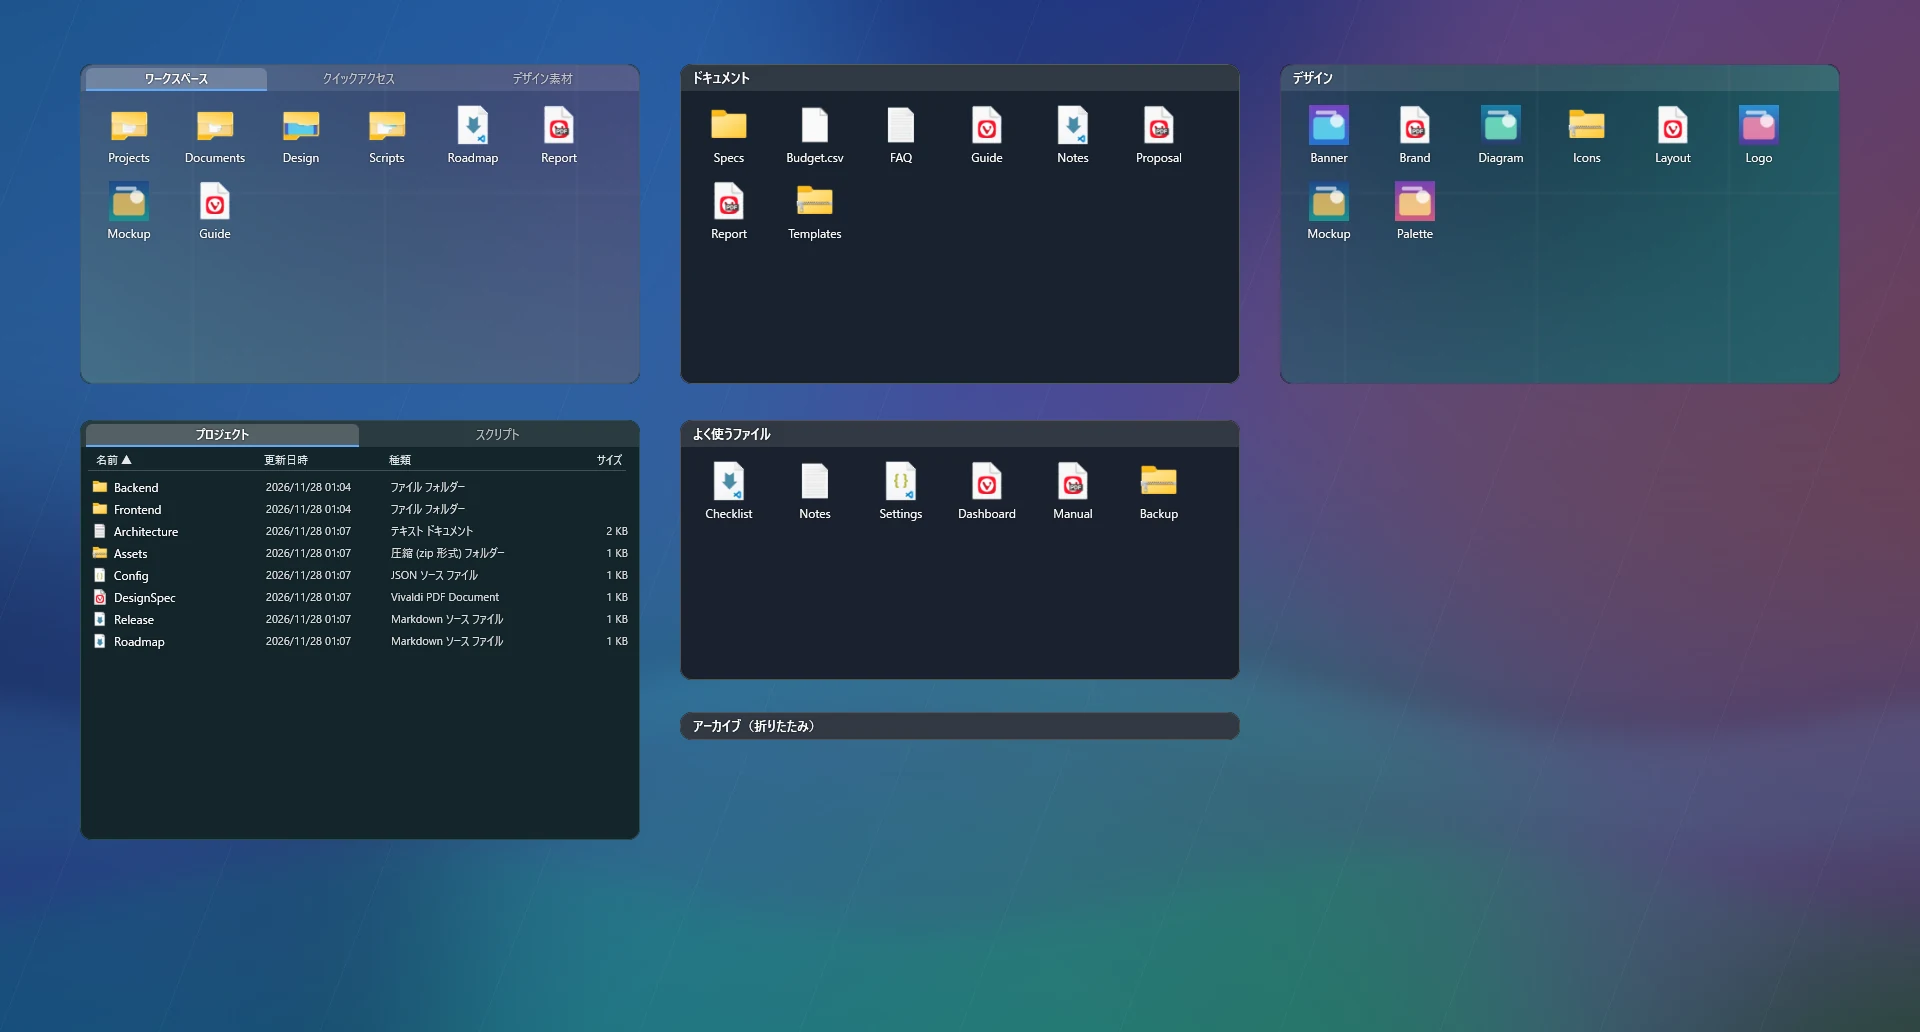 ワークスペース クイックアクセス デザイン素材
Projects Documents Design Scripts Roadmap Report
Mockup Guide
ドキュメント
Specs Budget.csv FAQ Guide Notes Proposal
Report Templates
デザイン
Banner Brand Diagram Icons Layout Logo
Mockup Palette
プロジェクト スクリプト
名前 更新日時 種類 サイズ
Backend 2026/11/28 01:04 ファイル フォルダー
Frontend 2026/11/28 01:04 ファイル フォルダー
Architecture 2026/11/28 01:07 テキスト ドキュメント 2 KB
Assets 2026/11/28 01:07 圧縮 (zip 形式) フォルダー 1 KB
Config 2026/11/28 01:07 JSON ソース ファイル 1 KB
DesignSpec 2026/11/28 01:07 Vivaldi PDF Document 1 KB
Release 2026/11/28 01:07 Markdown ソース ファイル 1 KB
Roadmap 2026/11/28 01:07 Markdown ソース ファイル 1 KB
よく使うファイル
Checklist Notes Settings Dashboard Manual Backup
アーカイブ（折りたたみ）